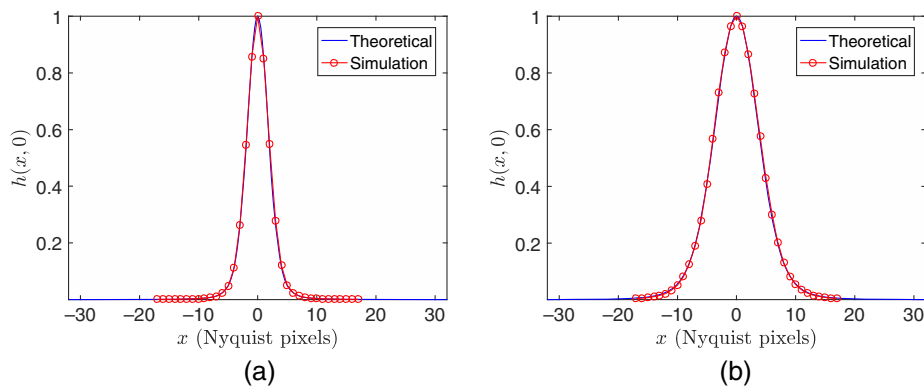 1
0.8
0.6
0.4
0.2
h(x, 0)
−30 −20 −10 0 10 20 30
x (Nyquist pixels)
Theoretical
Simulation
(a)
1
0.8
0.6
0.4
0.2
h(x, 0)
−30 −20 −10 0 10 20 30
x (Nyquist pixels)
Theoretical
Simulation
(b)